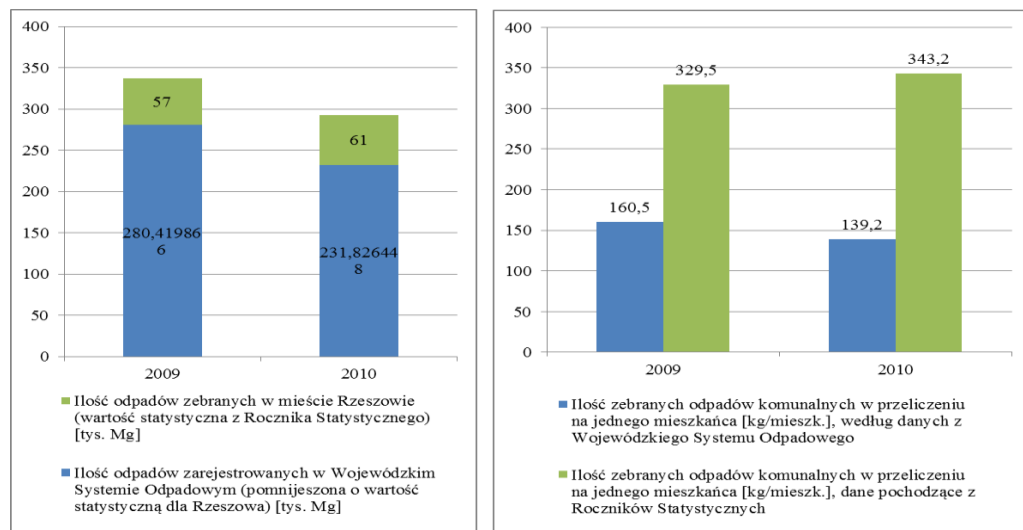 400
350
300
250
200
150
100
50
0
57
61
280,41986
6
231,82644
8
2009
2010
Ilość odpadów zebranych w mieście Rzeszowie
(wartość statystyczna z Rocznika Statystycznego)
[tys. Mg]
Ilość odpadów zarejestrowanych w Wojewódzkim
Systemie Odpadowym (pomnijeszona o wartość
statystyczną dla Rzeszowa) [tys. Mg]
400
350
300
250
200
150
100
50
0
329,5
343,2
160,5
139,2
2009
2010
Ilość zebranych odpadów komunalnych w przeliczeniu
na jednego mieszkańca [kg/mieszk.], według danych z
Wojewódzkiego Systemu Odpadowego
Ilość zebranych odpadów komunalnych w przeliczeniu
na jednego mieszkańca [kg/mieszk.], dane pochodzące z
Roczników Statystycznych